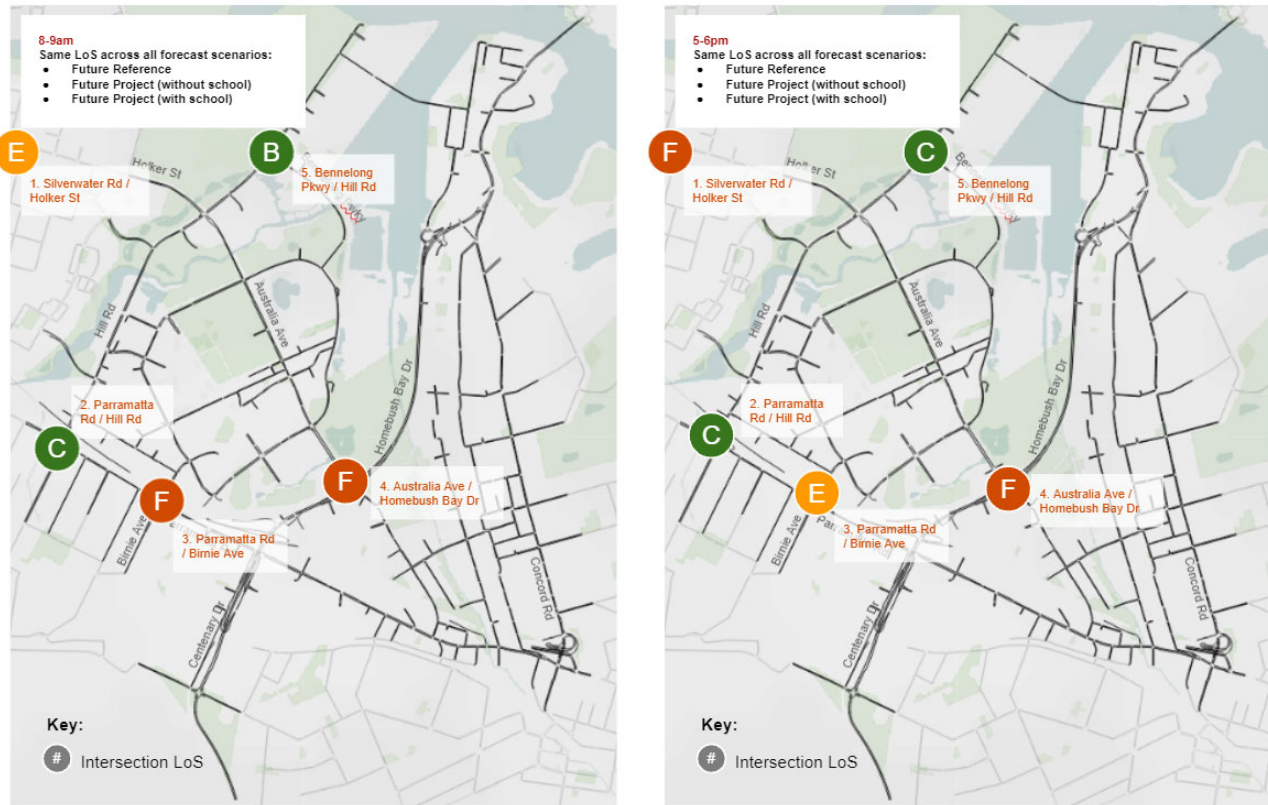 8-9am
Same LoS across all forecast scenarios:
• Future Reference
• Future Project (without school)
• Future Project (with school)
E
B
Holker St
1. Silverwater Rd /
Holker St
5. Bennelong
Pkwy / Hill Rd
Hill Rd
Australia Ave
Homebush Bay Dr
2. Parramatta
Rd / Hill Rd
C
F
F
4. Australia Ave /
Homebush Bay Dr
Birnie Ave
3. Parramatta Rd
/ Birnie Ave
Centenary Dr
Concord Rd
Key:
# Intersection LoS
5-6pm
Same LoS across all forecast scenarios:
• Future Reference
• Future Project (without school)
• Future Project (with school)
F
C
Holker St
1. Silverwater Rd /
Holker St
5. Bennelong
Pkwy / Hill Rd
Hill Rd
Australia Ave
Homebush Bay Dr
2. Parramatta
Rd / Hill Rd
C
E
F
4. Australia Ave /
Homebush Bay Dr
Birnie Ave
3. Parramatta Rd
/ Birnie Ave
Centenary Dr
Concord Rd
Key:
# Intersection LoS